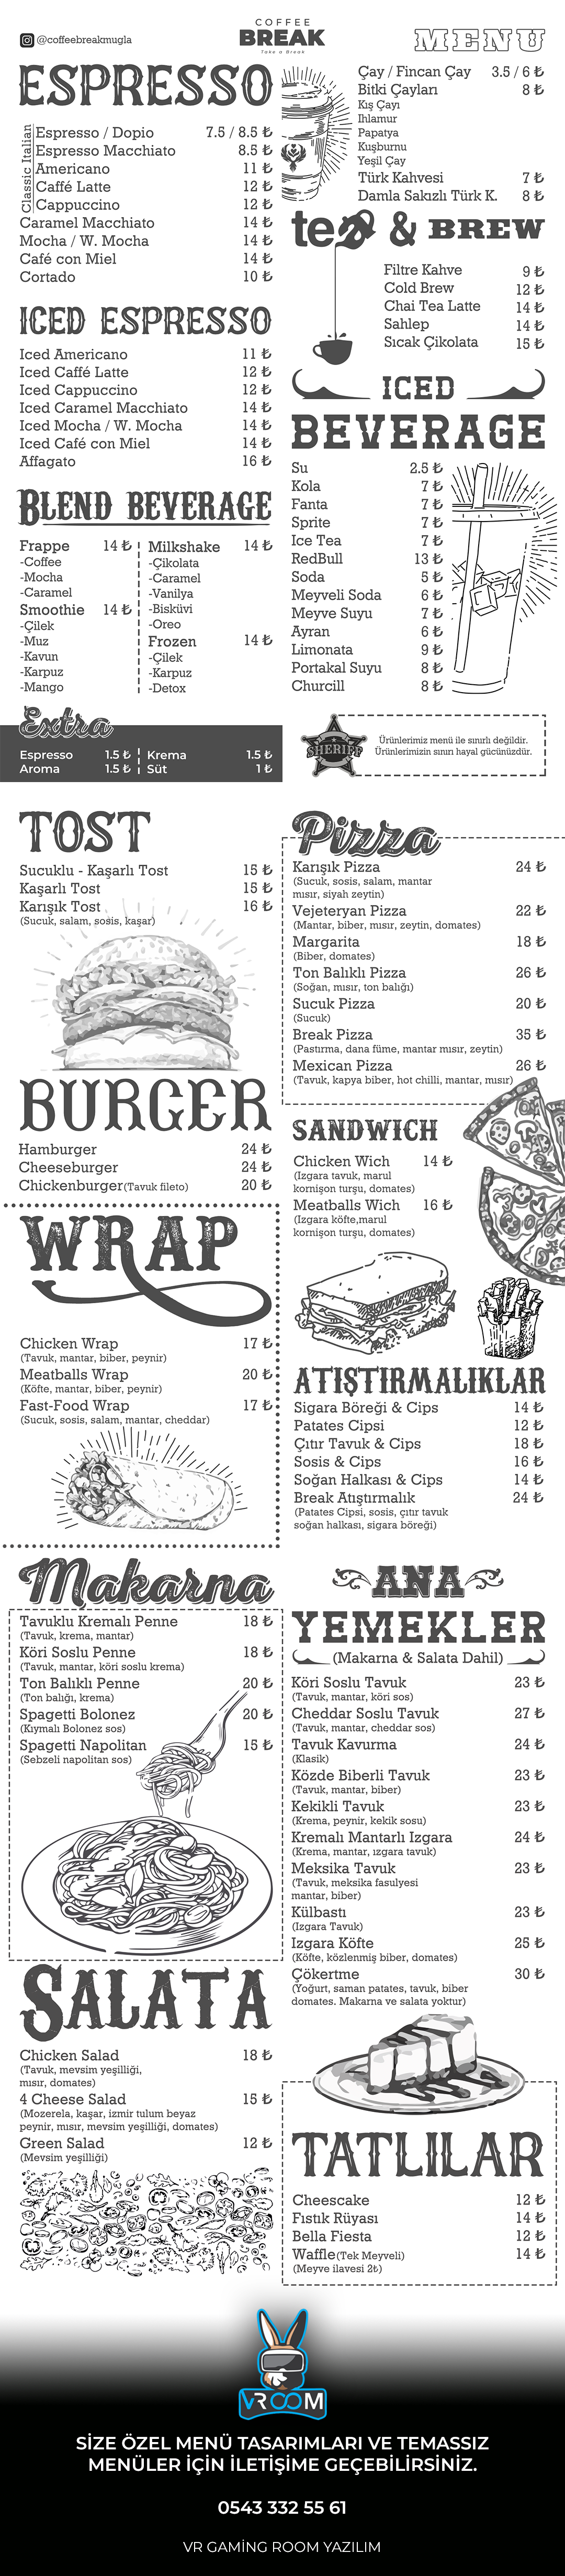 @coffeebreakmugla
COFFEE
BREAK
Take a Break
MENU
ESPRESSO
Classic Italian
Espresso / Dopio 7.5 / 8.5 ₺
Espresso Macchiato 8.5 ₺
Americano 11 ₺
Caffé Latte 12 ₺
Cappuccino 12 ₺
Caramel Macchiato 14 ₺
Mocha / W. Mocha 14 ₺
Café con Miel 14 ₺
Cortado 10 ₺
ICED ESPRESSO
Iced Americano 11 ₺
Iced Caffé Latte 12 ₺
Iced Cappuccino 12 ₺
Iced Caramel Macchiato 14 ₺
Iced Mocha / W. Mocha 14 ₺
Iced Café con Miel 14 ₺
Affagato 16 ₺
BLEND BEVERAGE
Frappe 14 ₺
-Coffee
-Mocha
-Caramel
Smoothie 14 ₺
-Çilek
-Muz
-Kavun
-Karpuz
-Mango
Milkshake 14 ₺
-Çikolata
-Caramel
-Vanilya
-Bisküvi
-Oreo
Frozen 14 ₺
-Çilek
-Karpuz
-Detox
Extra
Espresso 1.5 ₺
Aroma 1.5 ₺
Krema 1.5 ₺
Süt 1 ₺
Çay / Fincan Çay 3.5 / 6 ₺
Bitki Çayları 8 ₺
Kış Çayı
Ihlamur
Papatya
Kuşburnu
Yeşil Çay
Türk Kahvesi 7 ₺
Damla Sakızlı Türk K. 8 ₺
tea & BREW
Filtre Kahve 9 ₺
Cold Brew 12 ₺
Chai Tea Latte 14 ₺
Sahlep 14 ₺
Sıcak Çikolata 15 ₺
ICED
BEVERAGE
Su 2.5 ₺
Kola 7 ₺
Fanta 7 ₺
Sprite 7 ₺
Ice Tea 7 ₺
RedBull 13 ₺
Soda 5 ₺
Meyveli Soda 6 ₺
Meyve Suyu 7 ₺
Ayran 6 ₺
Limonata 9 ₺
Portakal Suyu 8 ₺
Churcill 8 ₺
SHERIFF
Ürünlerimiz menü ile sınırlı değildir.
Ürünlerimizin sınırı hayal gücünüzdür.
TOST
Sucuklu - Kaşarlı Tost 15 ₺
Kaşarlı Tost 15 ₺
Karışık Tost 16 ₺
(Sucuk, salam, sosis, kaşar)
BURGER
Hamburger 24 ₺
Cheeseburger 24 ₺
Chickenburger(Tavuk fileto) 20 ₺
WRAP
Chicken Wrap 17 ₺
(Tavuk, mantar, biber, peynir)
Meatballs Wrap 20 ₺
(Köfte, mantar, biber, peynir)
Fast-Food Wrap 17 ₺
(Sucuk, sosis, salam, mantar, cheddar)
Pizza
Karışık Pizza 24 ₺
(Sucuk, sosis, salam, mantar
mısır, siyah zeytin)
Vejeteryan Pizza 22 ₺
(Mantar, biber, mısır, zeytin, domates)
Margarita 18 ₺
(Biber, domates)
Ton Balıklı Pizza 26 ₺
(Soğan, mısır, ton balığı)
Sucuk Pizza 20 ₺
(Sucuk)
Break Pizza 35 ₺
(Pastırma, dana füme, mantar mısır, zeytin)
Mexican Pizza 26 ₺
(Tavuk, kapya biber, hot chilli, mantar, mısır)
SANDWICH
Chicken Wich 14 ₺
(Izgara tavuk, marul
kornişon turşu, domates)
Meatballs Wich 16 ₺
(Izgara köfte,marul
kornişon turşu, domates)
ATIŞTIRMALIKLAR
Sigara Böreği & Cips 14 ₺
Patates Cipsi 12 ₺
Çıtır Tavuk & Cips 18 ₺
Sosis & Cips 16 ₺
Soğan Halkası & Cips 14 ₺
Break Atıştırmalık 24 ₺
(Patates Cipsi, sosis, çıtır tavuk
soğan halkası, sigara böreği)
Makarna
Tavuklu Kremalı Penne 18 ₺
(Tavuk, krema, mantar)
Köri Soslu Penne 18 ₺
(Tavuk, mantar, köri soslu krema)
Ton Balıklı Penne 20 ₺
(Ton balığı, krema)
Spagetti Bolonez 20 ₺
(Kıymalı Bolonez sos)
Spagetti Napolitan 15 ₺
(Sebzeli napolitan sos)
SALATA
Chicken Salad 18 ₺
(Tavuk, mevsim yeşilliği,
mısır, domates)
4 Cheese Salad 15 ₺
(Mozerela, kaşar, izmir tulum beyaz
peynir, mısır, mevsim yeşilliği, domates)
Green Salad 12 ₺
(Mevsim yeşilliği)
ANA
YEMEKLER
(Makarna & Salata Dahil)
Köri Soslu Tavuk 23 ₺
(Tavuk, mantar, köri sos)
Cheddar Soslu Tavuk 27 ₺
(Tavuk, mantar, cheddar sos)
Tavuk Kavurma 24 ₺
(Klasik)
Közde Biberli Tavuk 23 ₺
(Tavuk, mantar, biber)
Kekikli Tavuk 23 ₺
(Krema, peynir, kekik sosu)
Kremalı Mantarlı Izgara 24 ₺
(Krema, mantar, ızgara tavuk)
Meksika Tavuk 23 ₺
(Tavuk, meksika fasulyesi
mantar, biber)
Külbastı 23 ₺
(Izgara Tavuk)
Izgara Köfte 25 ₺
(Köfte, közlenmiş biber, domates)
Çökertme 30 ₺
(Yoğurt, saman patates, tavuk, biber
domates. Makarna ve salata yoktur)
TATLILAR
Cheescake 12 ₺
Fıstık Rüyası 14 ₺
Bella Fiesta 12 ₺
Waffle(Tek Meyveli) 14 ₺
(Meyve ilavesi 2₺)
VROOM
SİZE ÖZEL MENÜ TASARIMLARI VE TEMASSIZ
MENÜLER İÇİN İLETİŞİME GEÇEBİLİRSİNİZ.
0543 332 55 61
VR GAMİNG ROOM YAZILIM